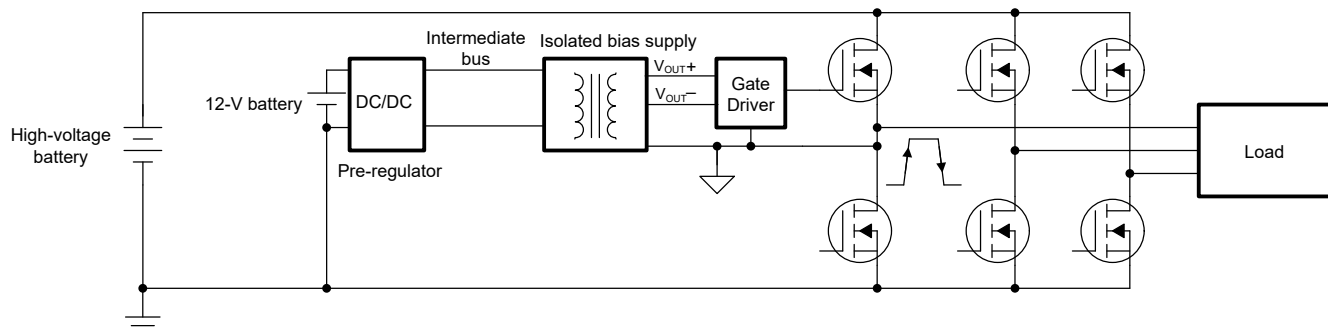 Intermediate
bus
Isolated bias supply
VOUT+
VOUT–
Gate
Driver
12-V battery
DC/DC
Pre-regulator
High-voltage
battery
Load